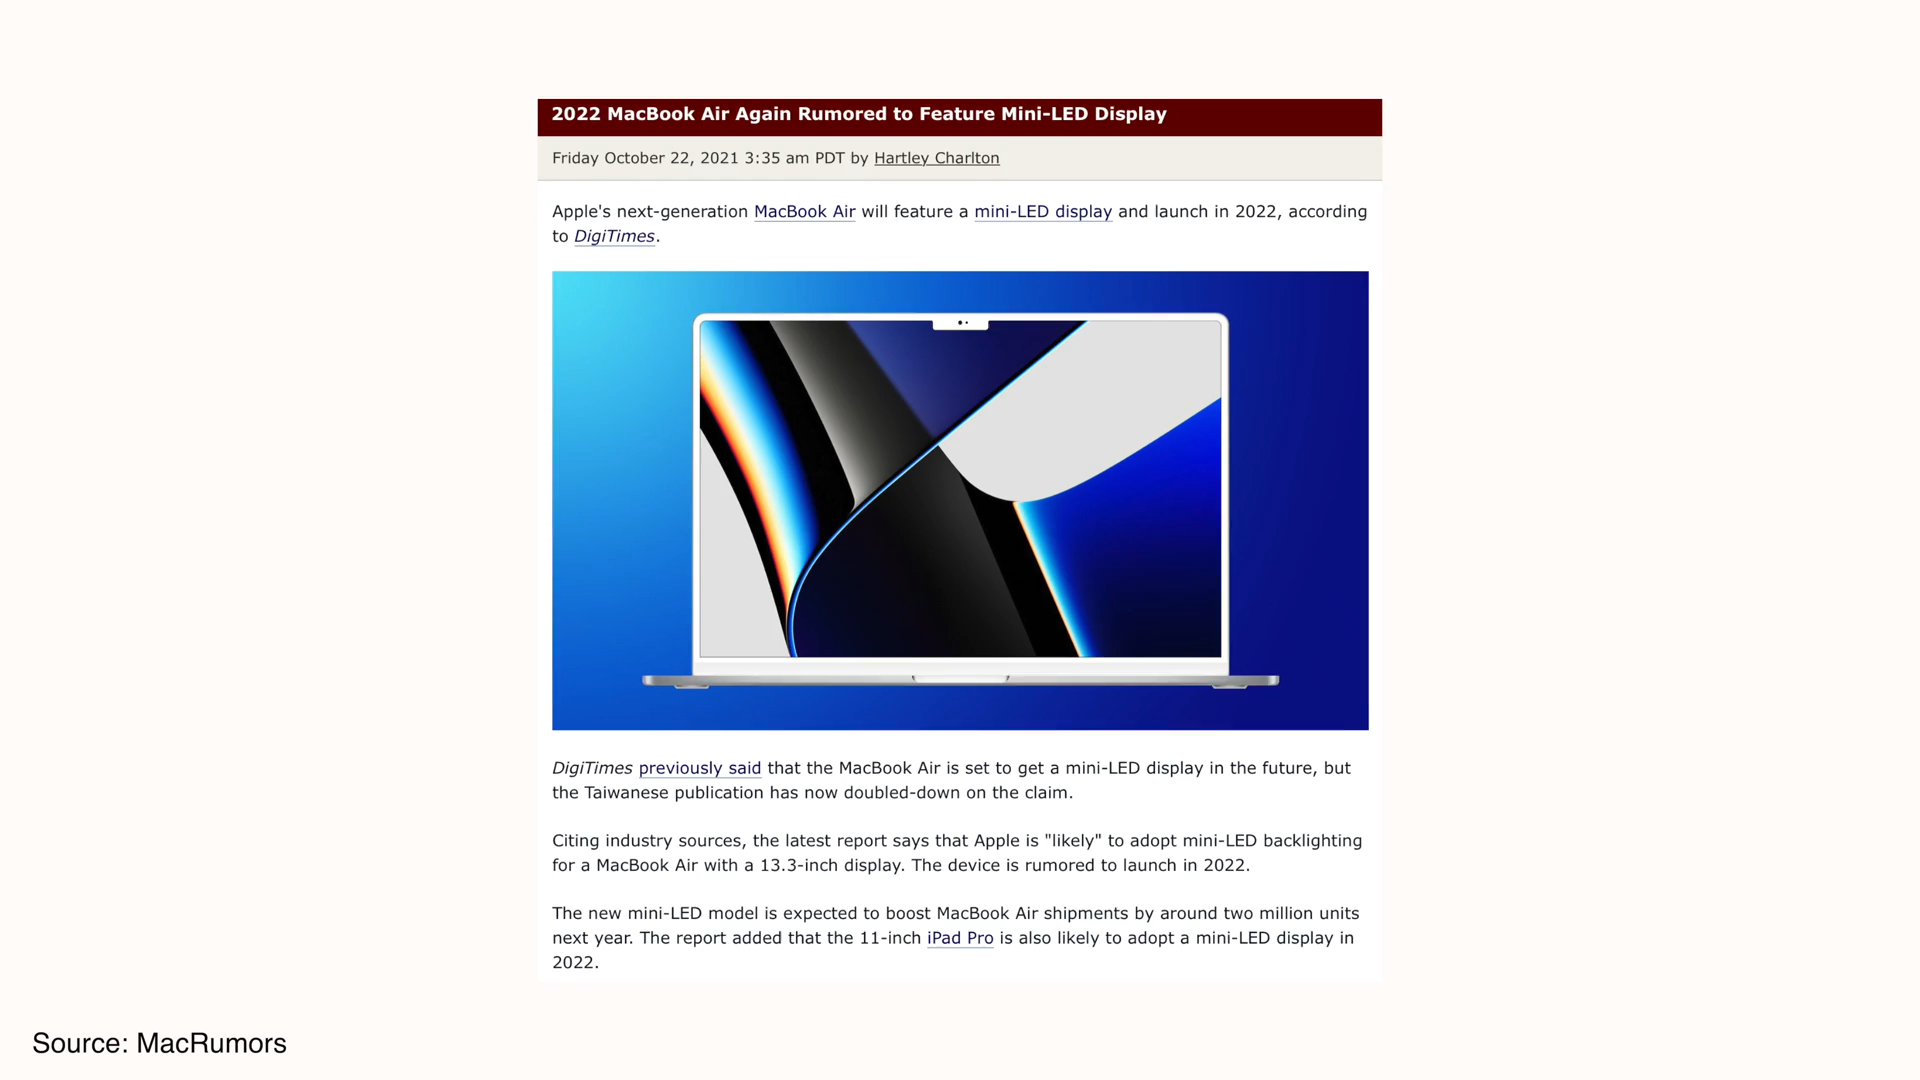 2022 MacBook Air Again Rumored to Feature Mini-LED Display
Friday October 22, 2021 3:35 am PDT by Hartley Charlton
Apple's next-generation MacBook Air will feature a mini-LED display and launch in 2022, according
to DigiTimes.
DigiTimes previously said that the MacBook Air is set to get a mini-LED display in the future, but
the Taiwanese publication has now doubled-down on the claim.
Citing industry sources, the latest report says that Apple is "likely" to adopt mini-LED backlighting
for a MacBook Air with a 13.3-inch display. The device is rumored to launch in 2022.
The new mini-LED model is expected to boost MacBook Air shipments by around two million units
next year. The report added that the 11-inch iPad Pro is also likely to adopt a mini-LED display in
2022.
Source: MacRumors